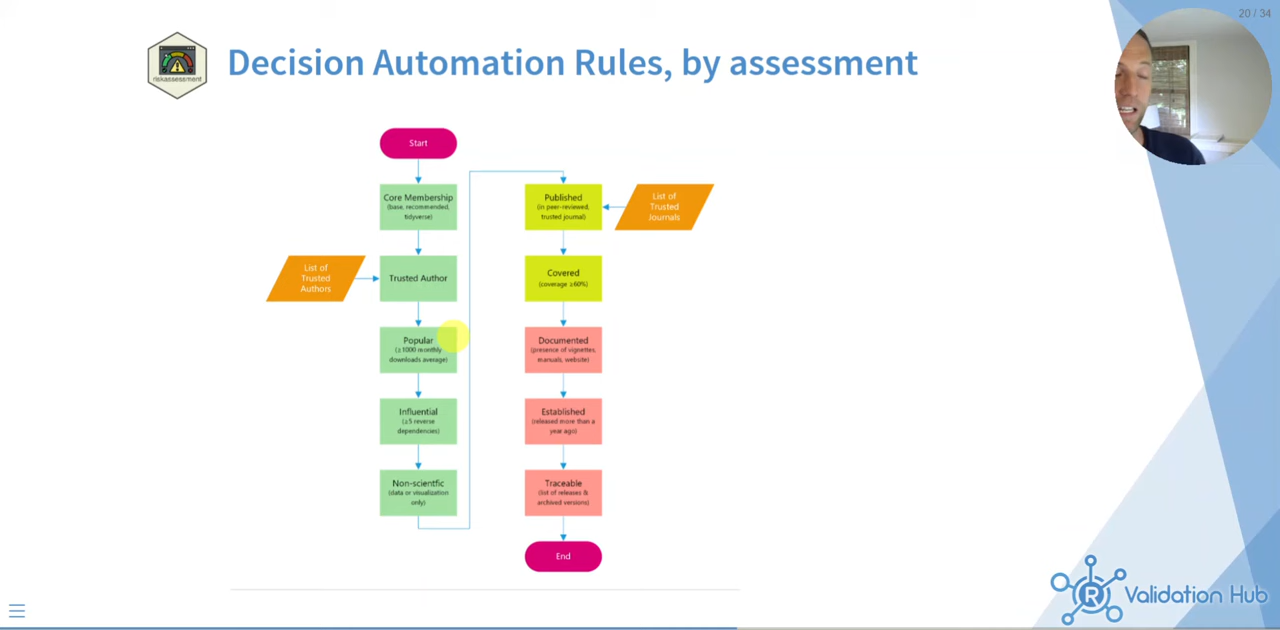 20 / 34
riskassessment
Decision Automation Rules, by assessment
Start
Core Membership
(base, recommended,
tidyverse)
List of
Trusted
Authors
Trusted Author
Popular
(≥1000 monthly
downloads average)
Influential
(≥5 reverse
dependencies)
Non-scientfic
(data or visualization
only)
Published
(in peer-reviewed,
trusted journal)
List of
Trusted
Journals
Covered
(coverage ≥60%)
Documented
(presence of vignettes,
manuals, website)
Established
(released more than a
year ago)
Traceable
(list of releases &
archived versions)
End
R Validation Hub